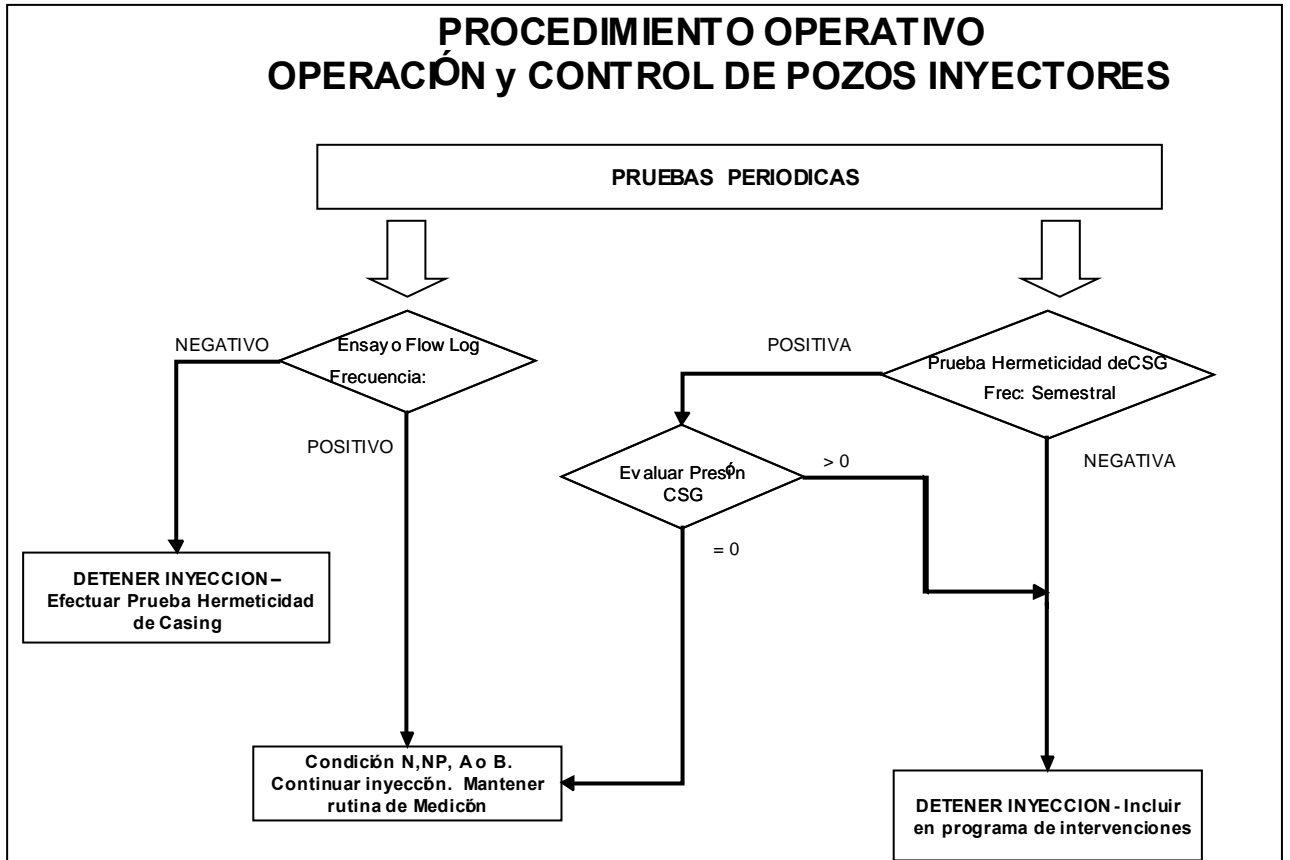 PROCEDIMIENTO OPERATIVO
OPERACIÓN y CONTROL DE POZOS INYECTORES
PRUEBAS PERIODICAS
NEGATIVO
Ensayo Flow Log
Frecuencia:
POSITIVO
POSITIVA
Prueba Hermeticidad deCSG
Frec: Semestral
NEGATIVA
Evaluar Presión
CSG
> 0
= 0
DETENER INYECCION –
Efectuar Prueba Hermeticidad
de Casing
Condición N,NP, A o B.
Continuar inyección. Mantener
rutina de Medición
DETENER INYECCION - Incluir
en programa de intervenciones